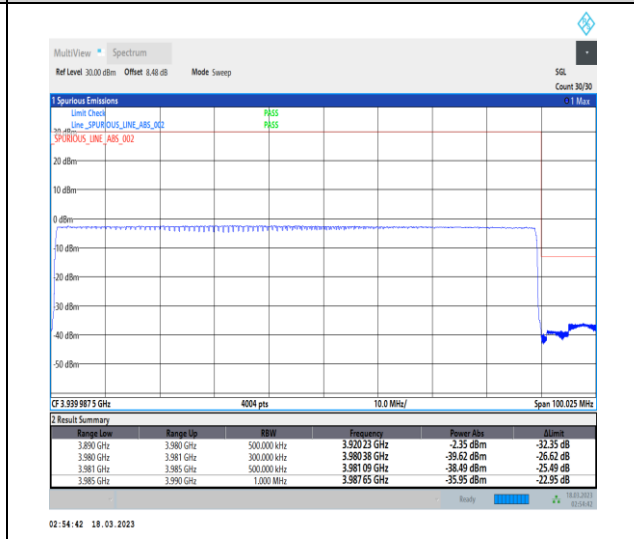 MultiView Spectrum
Ref Level 30.00 dBm Offset 8.48 dB Mode Sweep SGL
Count 30/30
1 Spurious Emissions 1 Max
Limit Check PASS
Line _SPURIOUS_LINE_ABS_002 PASS
_SPURIOUS_LINE_ABS_002
20 dBm
10 dBm
0 dBm
-10 dBm
-20 dBm
-30 dBm
-40 dBm
-50 dBm
CF 3.939 987 5 GHz 4004 pts 10.0 MHz/ Span 100.025 MHz
2 Result Summary
Range Low Range Up RBW Frequency Power Abs ΔLimit
3.890 GHz 3.980 GHz 500.000 kHz 3.920 23 GHz -2.35 dBm -32.35 dB
3.980 GHz 3.981 GHz 300.000 kHz 3.980 38 GHz -39.62 dBm -26.62 dB
3.981 GHz 3.985 GHz 500.000 kHz 3.981 09 GHz -38.49 dBm -25.49 dB
3.985 GHz 3.990 GHz 1.000 MHz 3.987 65 GHz -35.95 dBm -22.95 dB
Ready 18.03.2023
02:54:42
02:54:42 18.03.2023